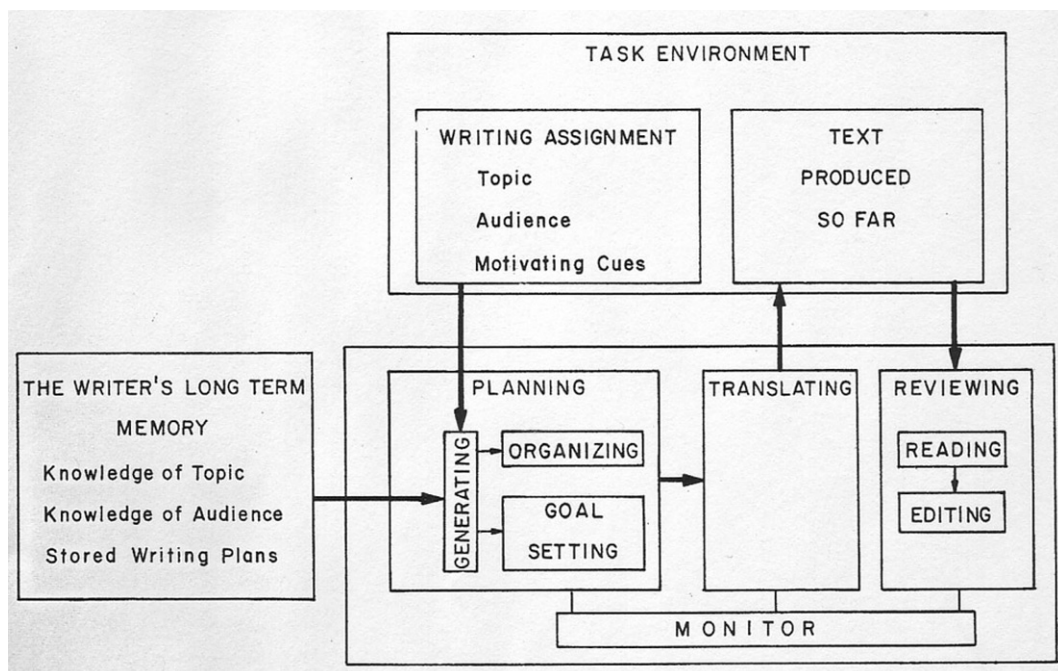 TASK ENVIRONMENT
WRITING ASSIGNMENT
Topic
Audience
Motivating Cues
TEXT
PRODUCED
SO FAR
THE WRITER'S LONG TERM
MEMORY
Knowledge of Topic
Knowledge of Audience
Stored Writing Plans
PLANNING
GENERATING
ORGANIZING
GOAL
SETTING
TRANSLATING
REVIEWING
READING
EDITING
MONITOR